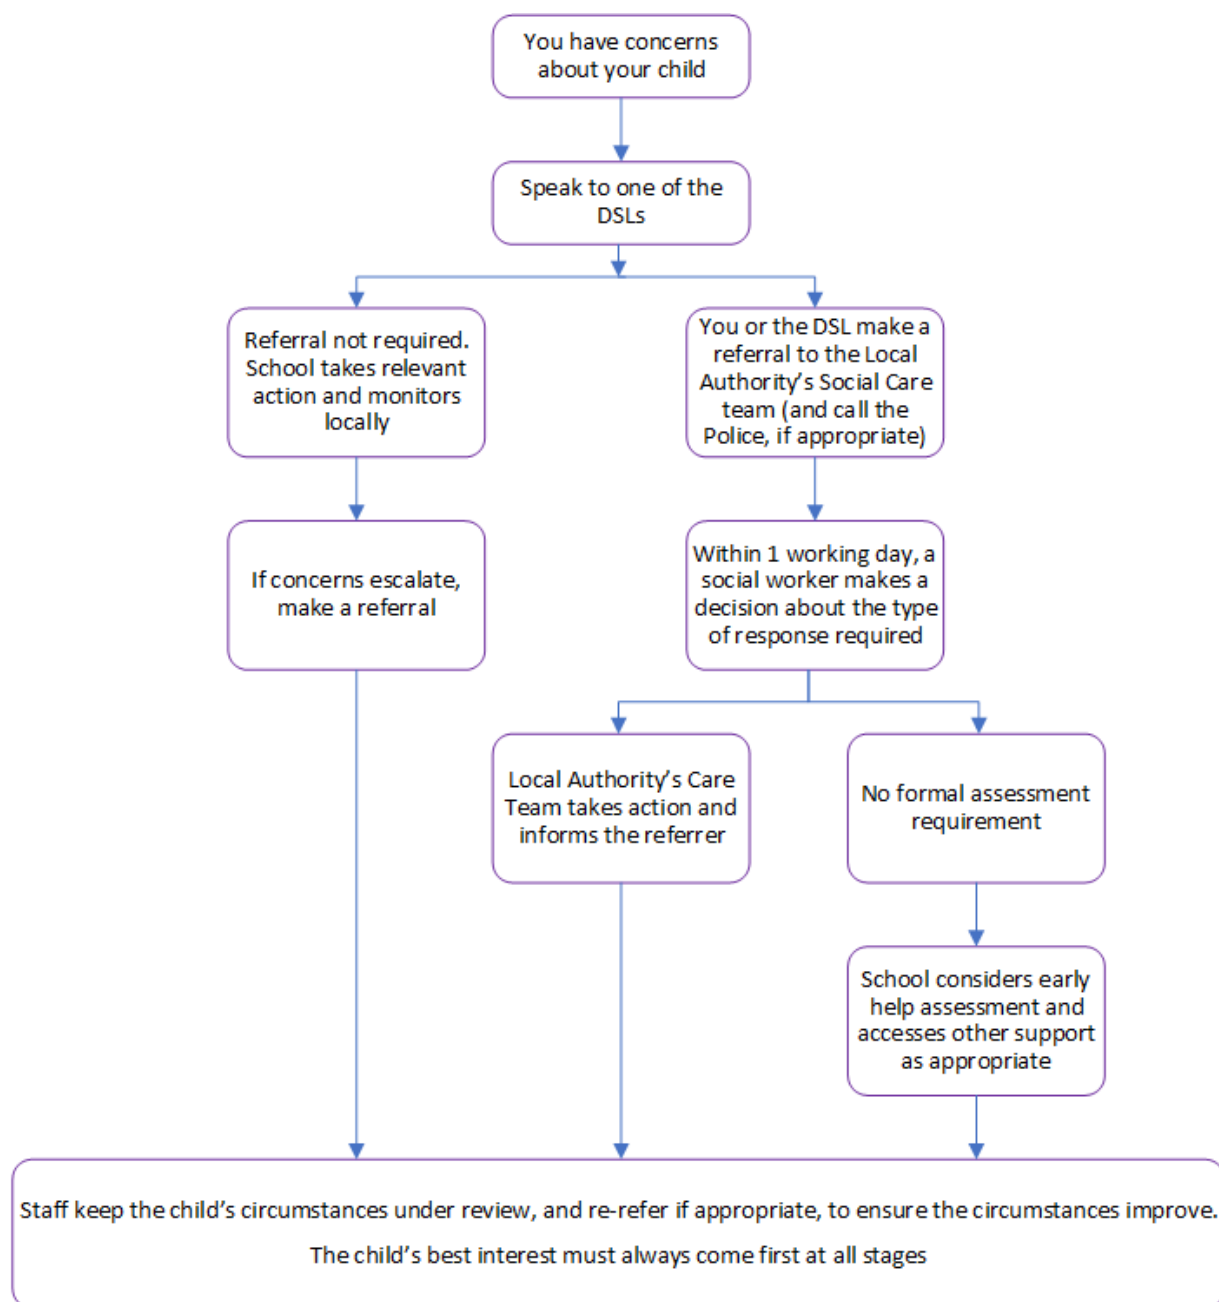 You have concerns
about your child
Speak to one of the
DSLs
Referral not required.
School takes relevant
action and monitors
locally
You or the DSL make a
referral to the Local
Authority’s Social Care
team (and call the
Police, if appropriate)
If concerns escalate,
make a referral
Within 1 working day, a
social worker makes a
decision about the type
of response required
Local Authority’s Care
Team takes action and
informs the referrer
No formal assessment
requirement
School considers early
help assessment and
accesses other support
as appropriate
Staff keep the child’s circumstances under review, and re-refer if appropriate, to ensure the circumstances improve.
The child’s best interest must always come first at all stages